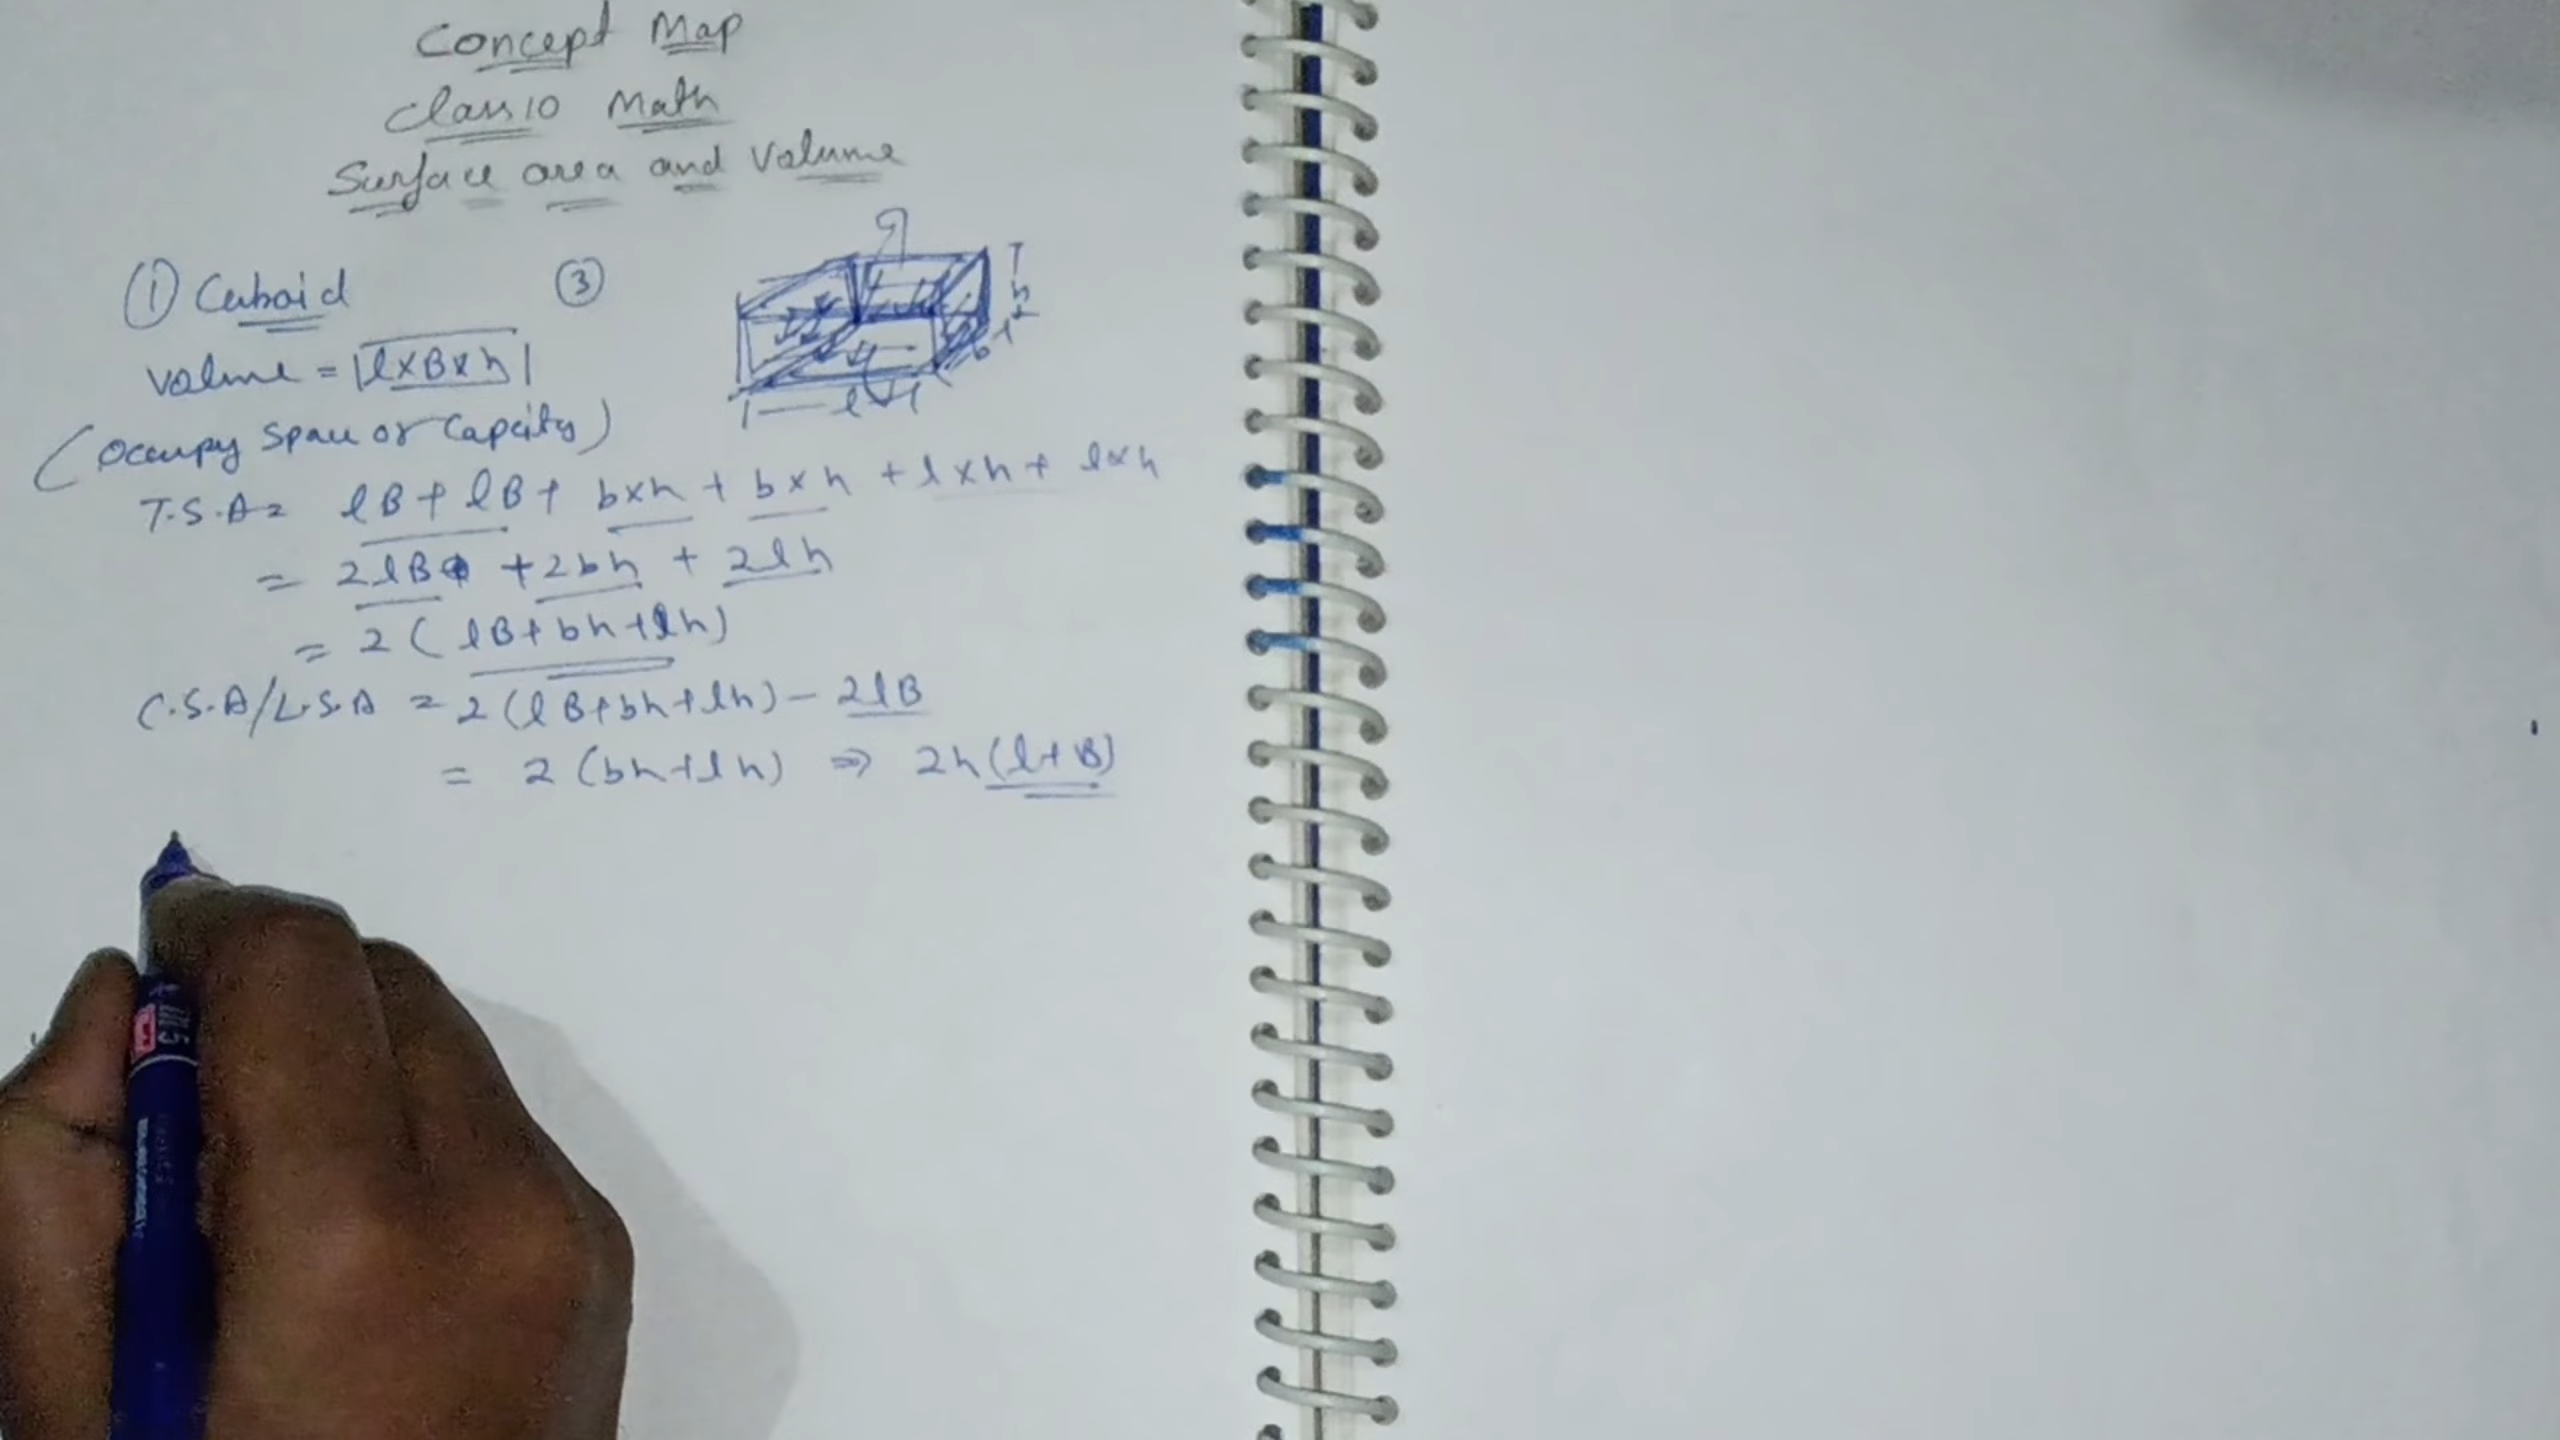 Concept Map
Class 10 Math
Surface area and Volume
① Cuboid ③
Volume = l×B×h
(Occupy Space or Capcity)
h
b
l
T.S.A = lB + lB + b×h + b×h + l×h + l×h
= 2lB + 2bh + 2lh
= 2 (lB+bh+lh)
C.S.A/L.S.A = 2(lB+bh+lh) - 2lB
= 2 (bh+lh) ⇒ 2h(l+B)